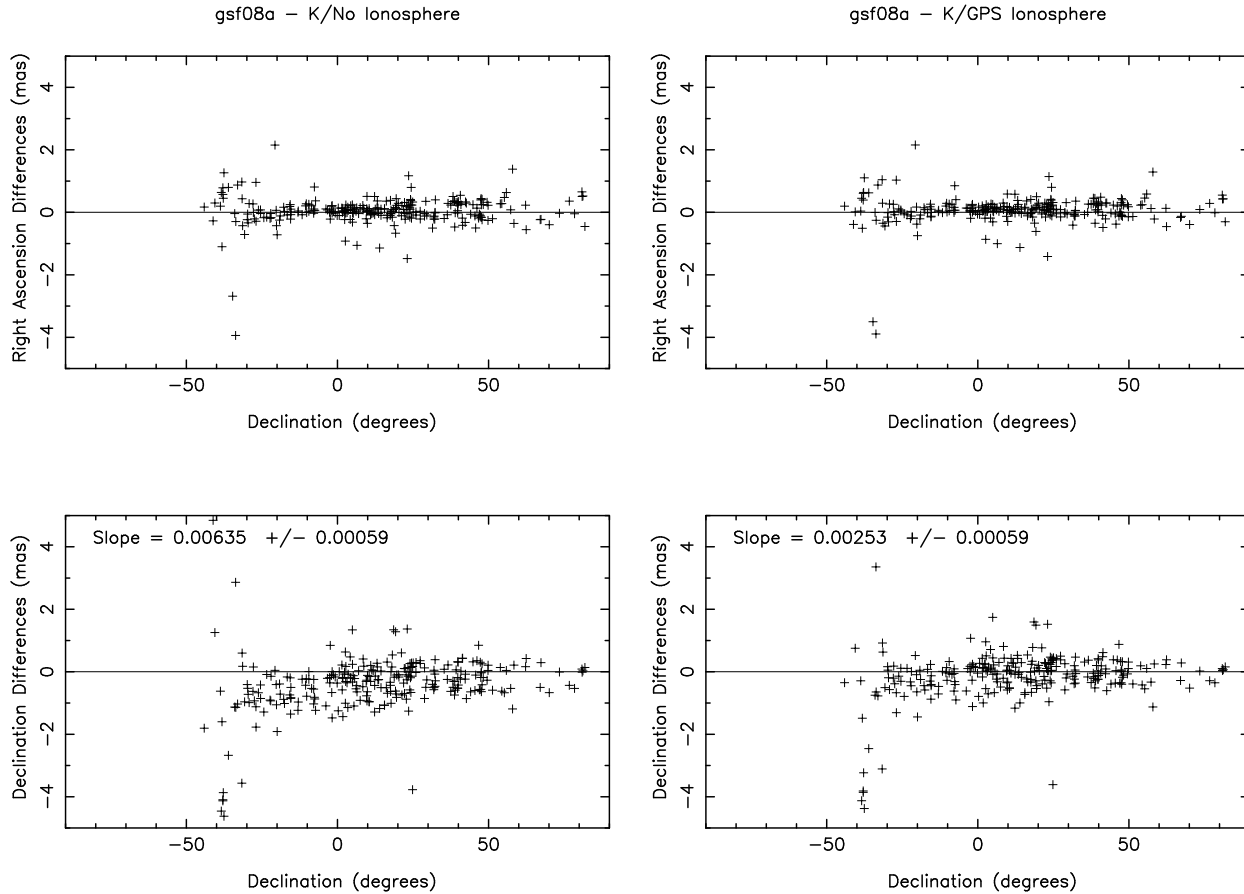 gsf08a − K/No Ionosphere
Right Ascension Differences (mas)
4
2
0
−2
−4
−50
0
50
Declination (degrees)
gsf08a − K/GPS Ionosphere
Right Ascension Differences (mas)
4
2
0
−2
−4
−50
0
50
Declination (degrees)
Slope = 0.00635 +/− 0.00059
Declination Differences (mas)
4
2
0
−2
−4
−50
0
50
Declination (degrees)
Slope = 0.00253 +/− 0.00059
Declination Differences (mas)
4
2
0
−2
−4
−50
0
50
Declination (degrees)